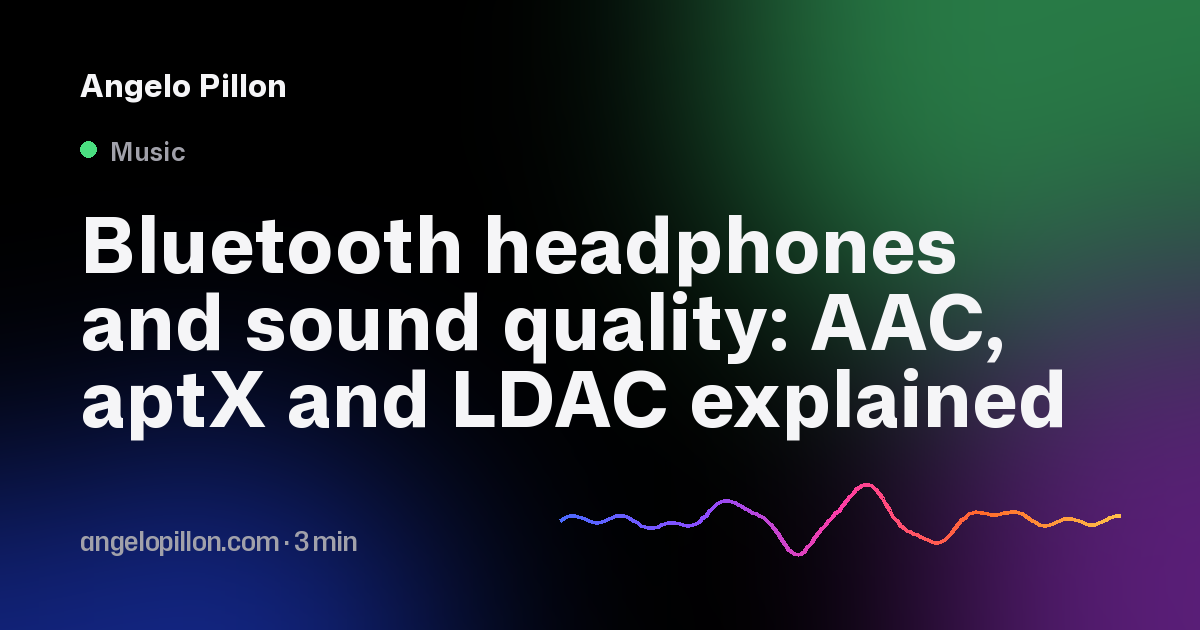 Angelo Pillon
Music
Bluetooth headphones
and sound quality: AAC,
aptX and LDAC explained
angelopillon.com · 3 min